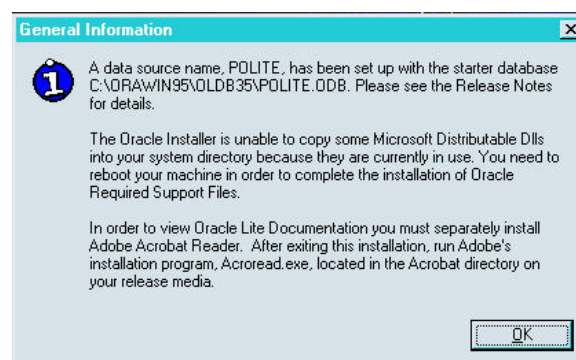 General Information
A data source name, POLITE, has been set up with the starter database
C:\ORAWIN95\OLDB35\POLITE.ODB. Please see the Release Notes
for details.
The Oracle Installer is unable to copy some Microsoft Distributable Dlls
into your system directory because they are currently in use. You need to
reboot your machine in order to complete the installation of Oracle
Required Support Files.
In order to view Oracle Lite Documentation you must separately install
Adobe Acrobat Reader. After exiting this installation, run Adobe's
installation program, Acroread.exe, located in the Acrobat directory on
your release media.
OK